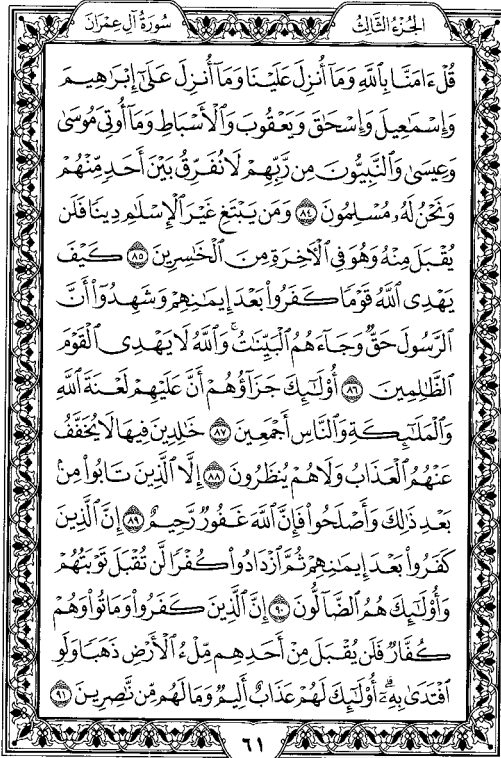 الجزء الثالث
سورة آل عمران
قُلْ ءَامَنَّا بِٱللَّهِ وَمَآ أُنزِلَ عَلَيْنَا وَمَآ أُنزِلَ عَلَىٰٓ إِبْرَٰهِيمَ
وَإِسْمَٰعِيلَ وَإِسْحَٰقَ وَيَعْقُوبَ وَٱلْأَسْبَاطِ وَمَآ أُوتِيَ مُوسَىٰ
وَعِيسَىٰ وَٱلنَّبِيُّونَ مِن رَّبِّهِمْ لَا نُفَرِّقُ بَيْنَ أَحَدٍ مِّنْهُمْ
وَنَحْنُ لَهُۥ مُسْلِمُونَ ٨٤ وَمَن يَبْتَغِ غَيْرَ ٱلْإِسْلَٰمِ دِينًا فَلَن
يُقْبَلَ مِنْهُ وَهُوَ فِي ٱلْأَخِرَةِ مِنَ ٱلْخَٰسِرِينَ ٨٥ كَيْفَ
يَهْدِي ٱللَّهُ قَوْمًا كَفَرُوا۟ بَعْدَ إِيمَٰنِهِمْ وَشَهِدُوٓا۟ أَنَّ
ٱلرَّسُولَ حَقٌّ وَجَآءَهُمُ ٱلْبَيِّنَٰتُ ۚ وَٱللَّهُ لَا يَهْدِي ٱلْقَوْمَ
ٱلظَّٰلِمِينَ ٨٦ أُو۟لَٰٓئِكَ جَزَآؤُهُمْ أَنَّ عَلَيْهِمْ لَعْنَةَ ٱللَّهِ
وَٱلْمَلَٰٓئِكَةِ وَٱلنَّاسِ أَجْمَعِينَ ٨٧ خَٰلِدِينَ فِيهَا لَا يُخَفَّفُ
عَنْهُمُ ٱلْعَذَابُ وَلَا هُمْ يُنظَرُونَ ٨٨ إِلَّا ٱلَّذِينَ تَابُوا۟ مِنۢ
بَعْدِ ذَٰلِكَ وَأَصْلَحُوا۟ فَإِنَّ ٱللَّهَ غَفُورٌ رَّحِيمٌ ٨٩ إِنَّ ٱلَّذِينَ
كَفَرُوا۟ بَعْدَ إِيمَٰنِهِمْ ثُمَّ ٱزْدَادُوا۟ كُفْرًا لَّن تُقْبَلَ تَوْبَتُهُمْ
وَأُو۟لَٰٓئِكَ هُمُ ٱلضَّآلُّونَ ٩٠ إِنَّ ٱلَّذِينَ كَفَرُوا۟ وَمَاتُوا۟ وَهُمْ
كُفَّارٌ فَلَن يُقْبَلَ مِنْ أَحَدِهِم مِّلْءُ ٱلْأَرْضِ ذَهَبًا وَلَوِ
ٱفْتَدَىٰ بِهِۦٓ ۗ أُو۟لَٰٓئِكَ لَهُمْ عَذَابٌ أَلِيمٌ وَمَا لَهُم مِّن نَّٰصِرِينَ ٩١
٦١